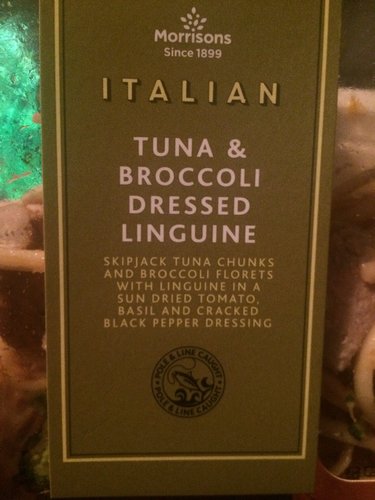 Morrisons
Since 1899
ITALIAN
TUNA &
BROCCOLI
DRESSED
LINGUINE
SKIPJACK TUNA CHUNKS
AND BROCCOLI FLORETS
WITH LINGUINE IN A
SUN DRIED TOMATO,
BASIL AND CRACKED
BLACK PEPPER DRESSING
POLE & LINE CAUGHT
POLE & LINE CAUGHT